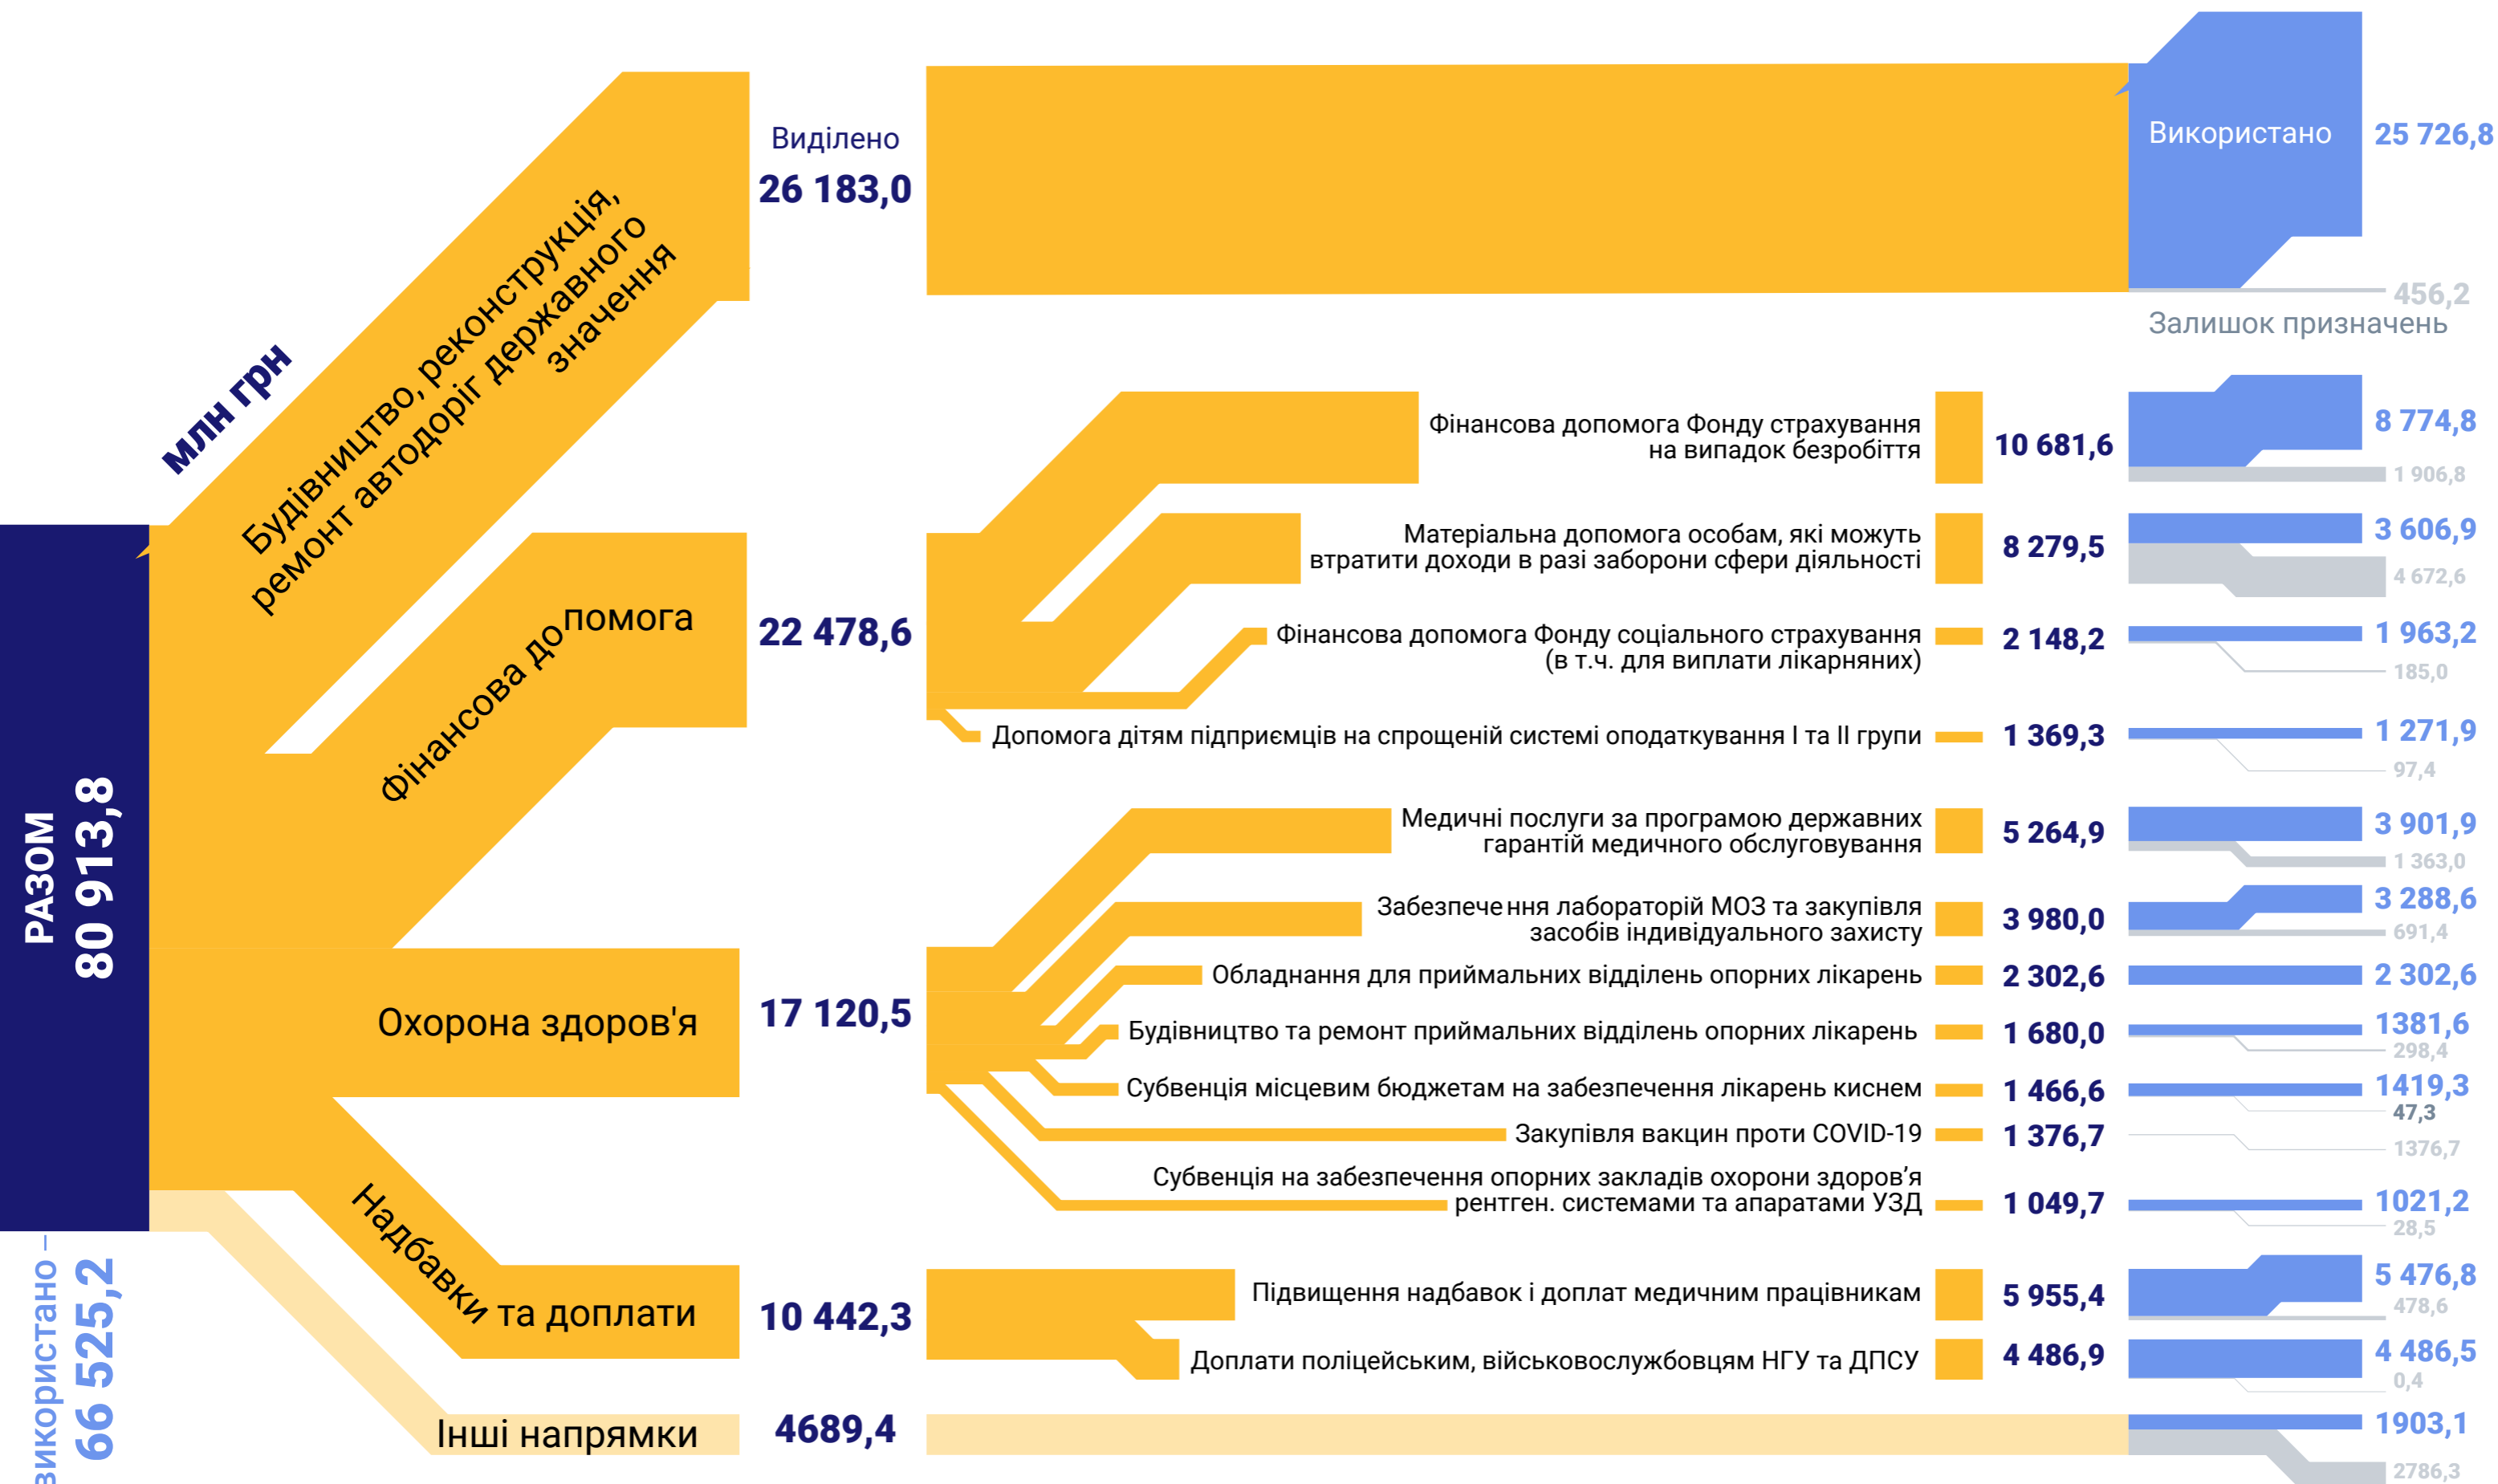 млн грн
РАЗОМ
80 913,8
використано –
66 525,2
Будівництво, реконструкція,
ремонт автодоріг державного
значення
Виділено
26 183,0
Використано
25 726,8
456,2
Залишок призначень
Фінансова допомога
22 478,6
Фінансова допомога Фонду страхування
на випадок безробіття
10 681,6
8 774,8
1 906,8
Матеріальна допомога особам, які можуть
втратити доходи в разі заборони сфери діяльності
8 279,5
3 606,9
4 672,6
Фінансова допомога Фонду соціального страхування
(в т.ч. для виплати лікарняних)
2 148,2
1 963,2
185,0
Допомога дітям підприємців на спрощеній системі оподаткування І та ІІ групи
1 369,3
1 271,9
97,4
Охорона здоров'я
17 120,5
Медичні послуги за програмою державних
гарантій медичного обслуговування
5 264,9
3 901,9
1 363,0
Забезпечення лабораторій МОЗ та закупівля
засобів індивідуального захисту
3 980,0
3 288,6
691,4
Обладнання для приймальних відділень опорних лікарень
2 302,6
2 302,6
Будівництво та ремонт приймальних відділень опорних лікарень
1 680,0
1381,6
298,4
Субвенція місцевим бюджетам на забезпечення лікарень киснем
1 466,6
1419,3
47,3
Закупівля вакцин проти COVID-19
1 376,7
1376,7
Субвенція на забезпечення опорних закладів охорони здоров’я
рентген. системами та апаратами УЗД
1 049,7
1021,2
28,5
Надбавки та доплати
10 442,3
Підвищення надбавок і доплат медичним працівникам
5 955,4
5 476,8
478,6
Доплати поліцейським, військовослужбовцям НГУ та ДПСУ
4 486,9
4 486,5
0,4
Інші напрямки
4689,4
1903,1
2786,3